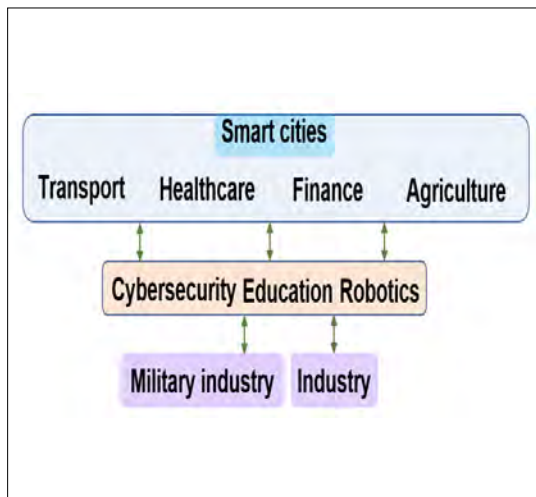 Smart cities
Transport Healthcare Finance Agriculture
Cybersecurity Education Robotics
Military industry Industry